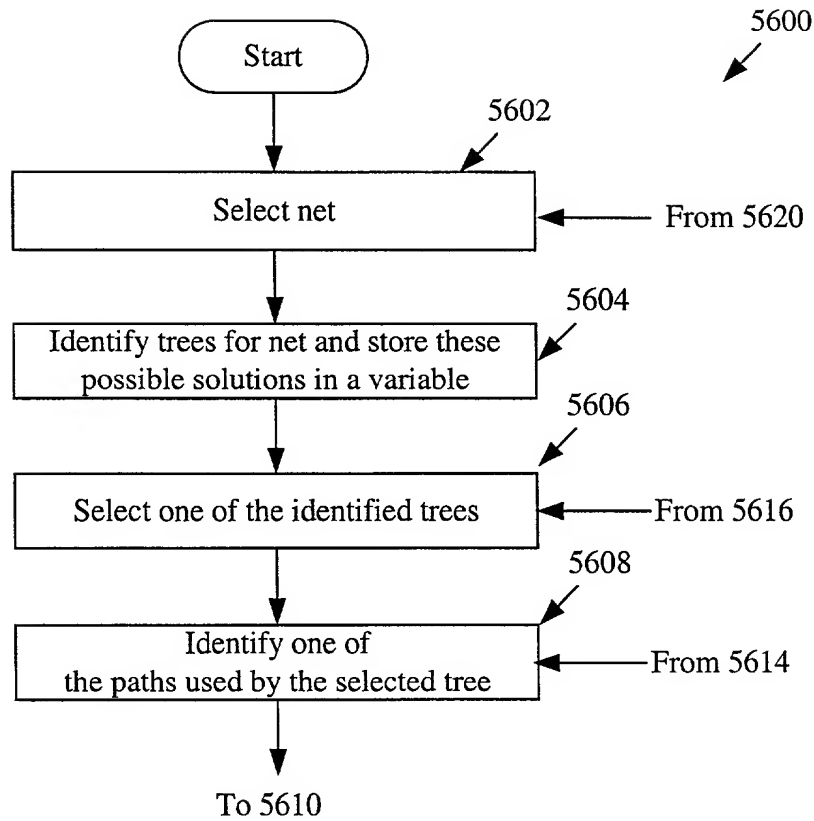 5600
Start
5602
Select net
From 5620
5604
Identify trees for net and store these
possible solutions in a variable
5606
Select one of the identified trees
From 5616
5608
Identify one of
the paths used by the selected tree
From 5614
To 5610